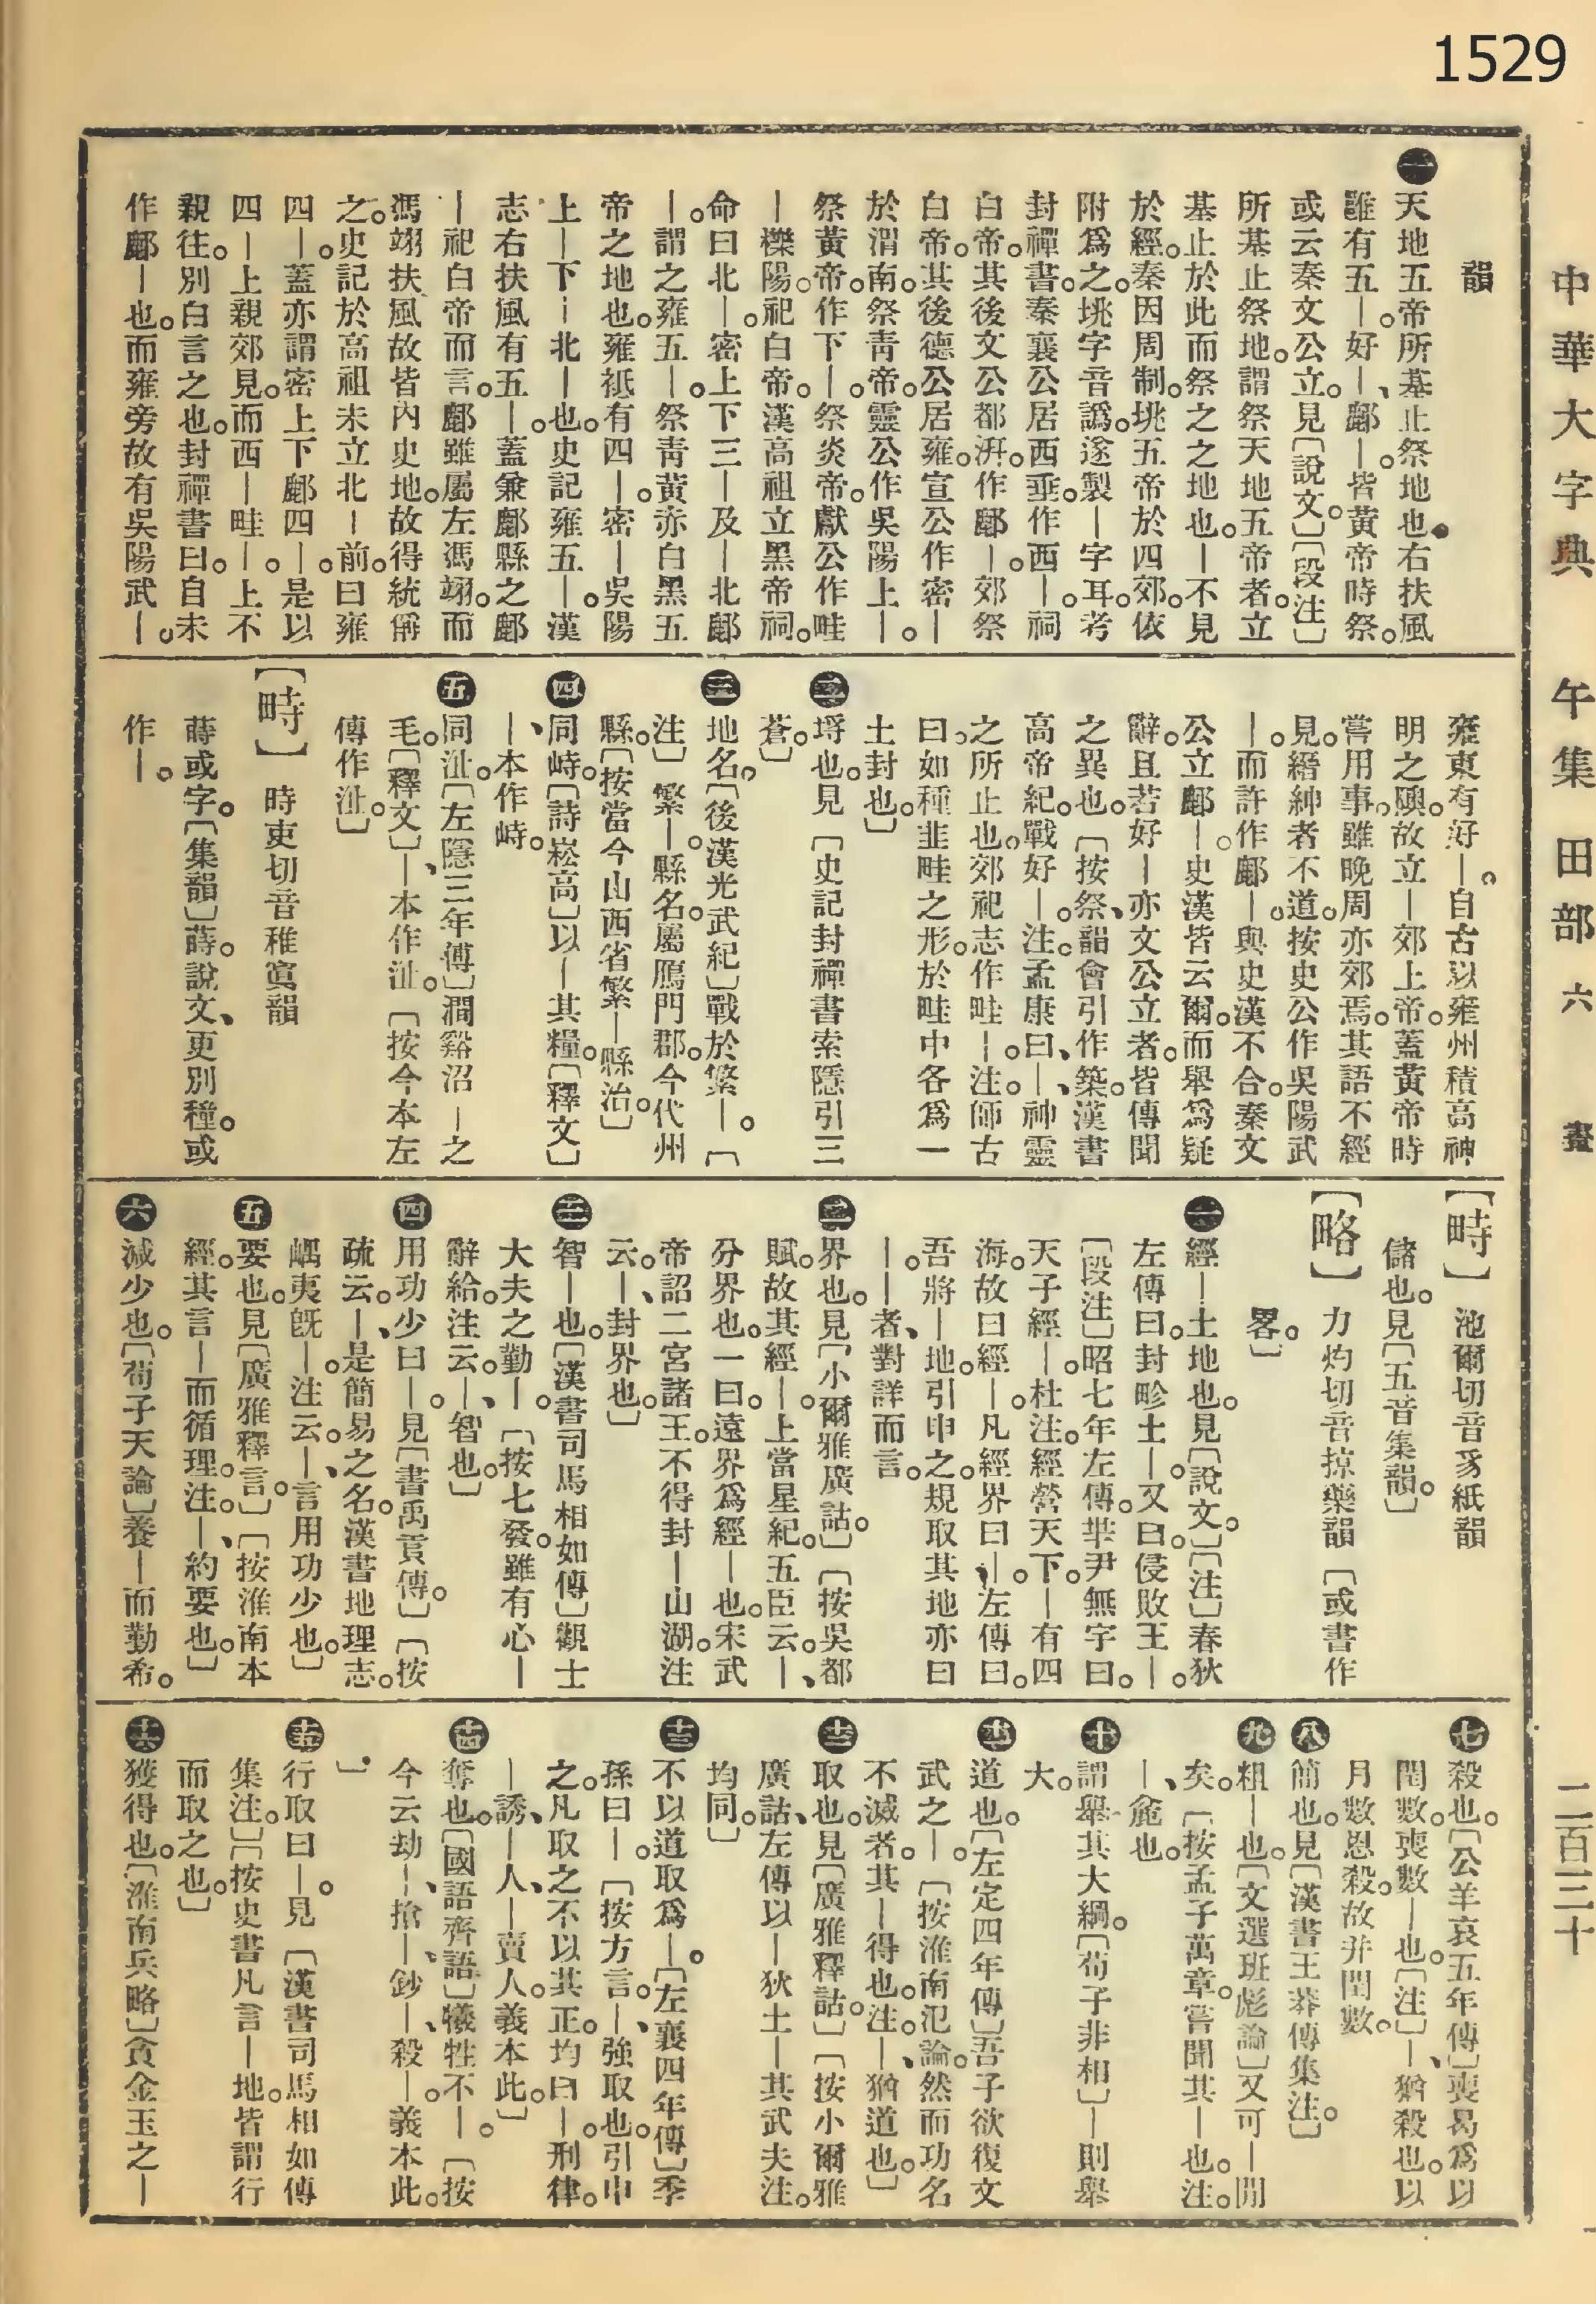 1529
中華大字典
午集 田部 六畫
二百三十
韻
㊀天地五帝所基止祭地也右扶風
雖有五｜。好｜、鄜｜。皆黃帝時祭。
或云秦文公立。見〔說文〕〔段注〕
所基止祭地。謂祭天地五帝者。立
基止於此而祭之之地也。｜不見
於經。秦因周制。垗五帝於四郊。依
附爲之。垗字音譌。遂製｜字耳。考
封禪書。秦襄公居西垂。作西｜。祠
白帝。其後文公都汧。作鄜｜。郊祭
白帝。其後德公居雍。宣公作密｜
於渭南。祭青帝。靈公作吳陽上｜。
祭黃帝。作下｜。祭炎帝。獻公作畦
｜櫟陽。祀白帝。漢高祖立黑帝祠。
命曰北｜。密上下三｜及｜北鄜
｜。謂之雍五｜。祭青黃赤白黑五
帝之地也。雍祇有四｜。密｜吳陽
上｜下｜北｜也。史記雍五｜。漢
志右扶風有五｜。蓋兼鄜縣之鄜
｜祀白帝而言。鄜雖屬左馮翊。而
馮翊扶風故皆內史地。故得統偁
之。史記於高祖未立北｜前。曰雍
四｜。蓋亦謂密上下鄜四｜。是以
四｜上親郊見。而西｜畦｜。上不
親往。別白言之也。封禪書曰。自未
作鄜｜也。而雍旁故有吳陽武｜。
雍東有好｜。自古以雍州積高神
明之隩。故立｜郊上帝。蓋黃帝時
嘗用事。雖晚周亦郊焉。其語不經
見。縉紳者不道。按史公作吳陽武
｜。而許作鄜｜。與史漢不合。秦文
公立鄜｜。史漢皆云爾。而舉爲疑
辭。且若好｜亦文公立者。皆傳聞
之異也。〔按祭、韻會引作築。漢書
高帝紀。戰好｜。注。孟康曰、｜、神靈
之所止也。郊祀志作畦｜。注。師古
曰。如種韭畦之形。於畦中各爲一
土封也。〕
㊁埓也。見〔史記封禪書索隱引三
蒼。〕
㊂地名。〔後漢光武紀〕戰於繁｜。〔
注〕繁｜。縣名。屬鴈門郡。今代州
縣。〔按當今山西省繁｜縣治。〕
㊃同峙。〔詩崧高〕以｜其糧。〔釋文〕
｜、本作峙。
㊄同沚。〔左隱三年傳〕澗谿沼｜之
毛。〔釋文〕｜、本作沚。〔按今本左
傳作沚。〕
〔畤〕時吏切音稚寘韻
蒔或字。〔集韻〕蒔。說文、更別種。或
作｜。
〔畤〕池爾切音豸紙韻
儲也。見〔五音集韻。〕
〔略〕力灼切音掠藥韻〔或書作
畧。〕
㊀經｜土地也。見〔說文。〕〔注〕春狄
左傳曰。封畛土｜。又曰。侵敗王｜。
〔段注〕昭七年左傳。芉尹無宇曰。
天子經｜。杜注。經營天下。｜有四
海。故曰經｜。凡經界曰｜。左傳曰。
吾將｜地。引申之。規取其地亦曰
｜。｜者、對詳而言。
㊁界也。見〔小爾雅廣詁。〕〔按吳都
賦。故其經｜。上當星紀。五臣云。｜、
分界也。一曰。遠界爲經｜也。宋武
帝詔二宮諸王。不得封｜山湖。注
云。｜、封界也。〕
㊂智｜也。〔漢書司馬相如傳〕觀士
大夫之勤｜。〔按七發。雖有心｜
辭給。注云。｜、智也。〕
㊃用功少曰｜。見〔書禹貢傳。〕〔按
疏云。｜、是簡易之名。漢書地理志。
嵎夷旣｜。注云。｜、言用功少也。〕
㊄要也。見〔廣雅釋言。〕〔按淮南本
經。其言｜而循理。注。｜、約要也。〕
㊅減少也。〔荀子天論〕養｜而勤希。
㊆殺也。〔公羊哀五年傳〕喪曷爲以
閏數。喪數｜也。〔注〕｜、猶殺也。以
月數恩殺。故幷閏數。
㊇簡也。見〔漢書王莽傳集注。〕
㊈粗｜也。〔文選班彪論〕又可｜聞
矣。〔按孟子萬章。嘗聞其｜也。注。
｜、麄也。
㊉謂舉其大綱。〔荀子非相〕｜則舉
大。
⑪道也。〔左定四年傳〕吾子欲復文
武之｜。〔按淮南氾論。然而功名
不滅者。其｜得也。注。｜、猶道也。〕
⑫取也。見〔廣雅釋詁。〕〔按小爾雅
廣詁、左傳以｜狄土｜其武夫注。
均同。〕
⑬不以道取爲｜。〔左襄四年傳〕季
孫曰｜。〔按方言。｜、強取也。引申
之。凡取之不以其正。均曰｜。刑律。
｜誘、｜人、｜賣人。義本此。〕
⑭奪也。〔國語齊語〕犧牲不｜。〔按
今云劫｜、搶｜、鈔｜、殺｜。義本此。
〕
⑮行取曰｜。見〔漢書司馬相如傳
集注。〕〔按史書凡言｜地。皆謂行
而取之也。〕
⑯獲得也。〔淮南兵略〕貪金玉之｜